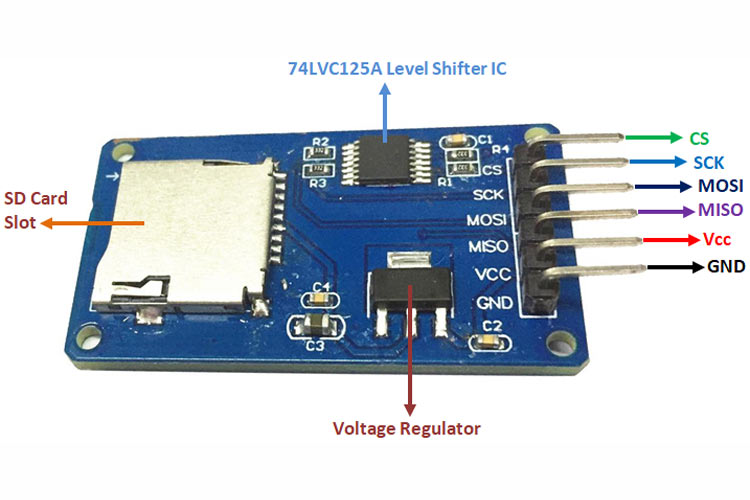 74LVC125A Level Shifter IC
R2
C1
R4
CS
R3
R1
CS
SCK
SCK
MOSI
MOSI
MISO
MISO
Vcc
VCC
GND
GND
SD Card
Slot
C4
C3
C2
Voltage Regulator